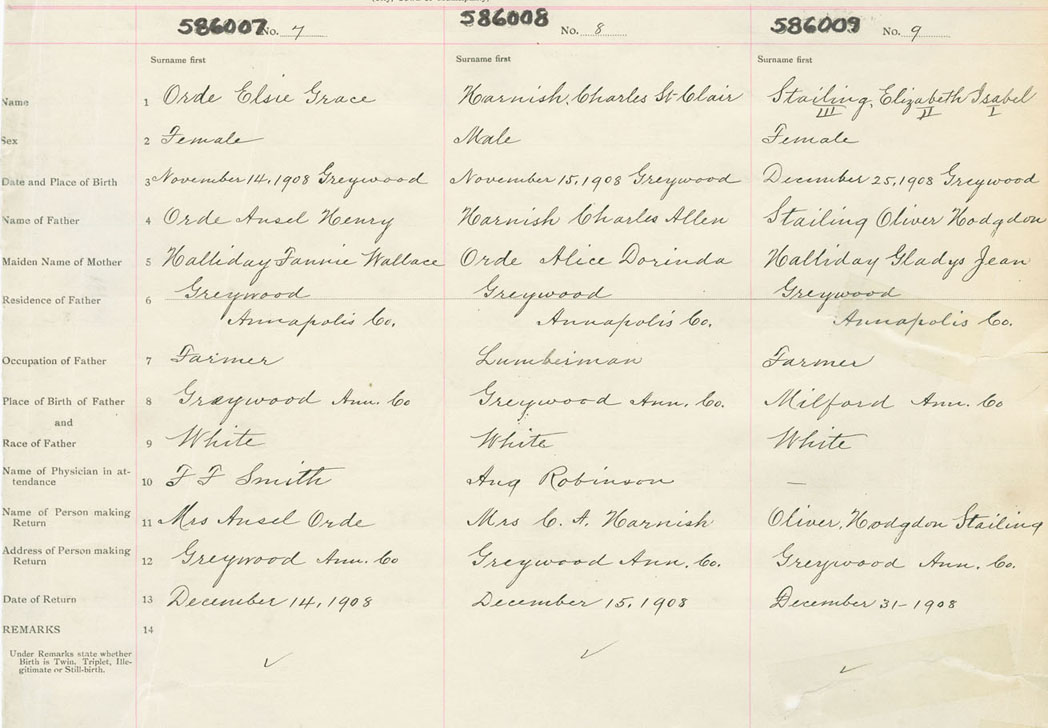 586007 No. 7 586008 No. 8 586009 No. 9
Surname first Surname first Surname first
Name 1 Orde Elsie Grace Harnish, Charles St Clair Stailing, Elizabeth Isabel
III II I
Sex 2 Female Male Female
Date and Place of Birth 3 November 14, 1908 Greywood November 15, 1908 Greywood December 25, 1908 Greywood
Name of Father 4 Orde Ansel Henry Harnish Charles Allen Stailing Oliver Hodgdon
Maiden Name of Mother 5 Halliday Fannie Wallace Orde Alice Dorinda Halliday Gladys Jean
Residence of Father 6 Greywood Greywood Greywood
Annapolis Co. Annapolis Co. Annapolis Co.
Occupation of Father 7 Farmer Lumberman Farmer
Place of Birth of Father 8 Graywood Ann. Co Greywood Ann. Co. Milford Ann. Co
and
Race of Father 9 White White White
Name of Physician in at-
tendance 10 F F Smith Aug Robinson —
Name of Person making
Return 11 Mrs Ansel Orde Mrs C. A. Harnish Oliver, Hodgdon Stailing
Address of Person making
Return 12 Greywood Ann. Co Greywood Ann. Co. Greywood Ann. Co.
Date of Return 13 December 14, 1908 December 15, 1908 December 31-1908
REMARKS 14
Under Remarks state whether
Birth is Twin, Triplet, Ille-
gitimate or Still-birth.